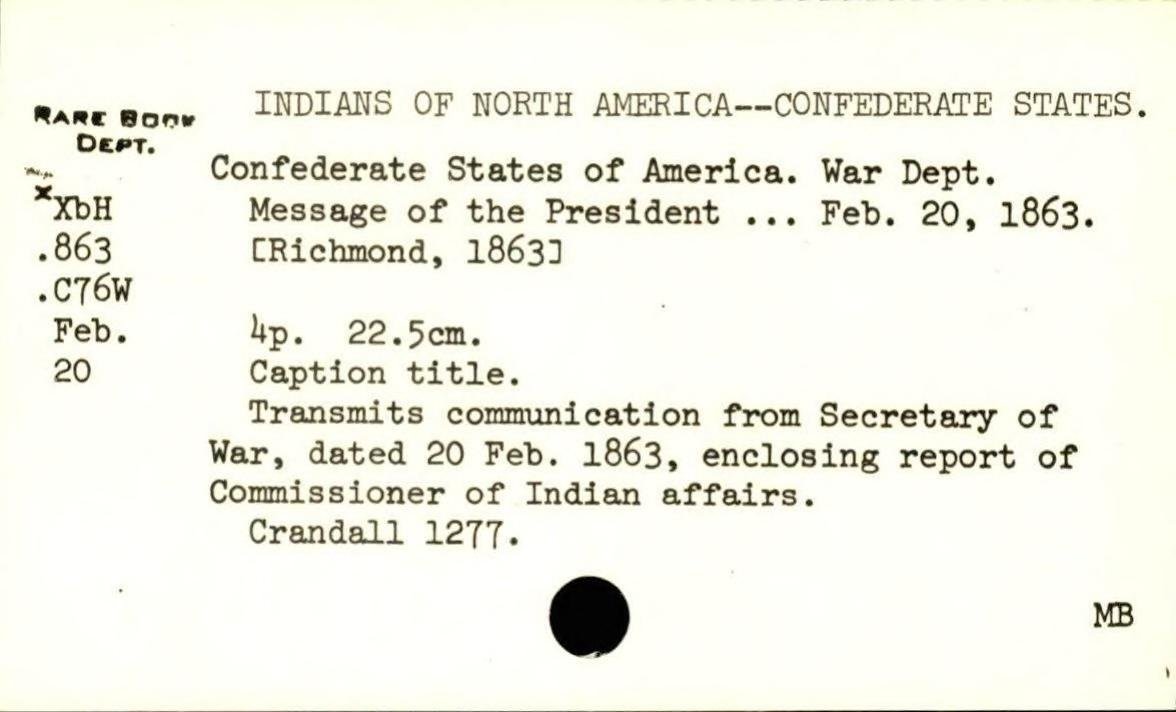 INDIANS OF NORTH AMERICA--CONFEDERATE STATES.
RARE BOOK
DEPT.
Confederate States of America. War Dept.
xXbH Message of the President ... Feb. 20, 1863.
.863 [Richmond, 1863]
.C76W
Feb. 4p. 22.5cm.
20 Caption title.
Transmits communication from Secretary of
War, dated 20 Feb. 1863, enclosing report of
Commissioner of Indian affairs.
Crandall 1277.
MB